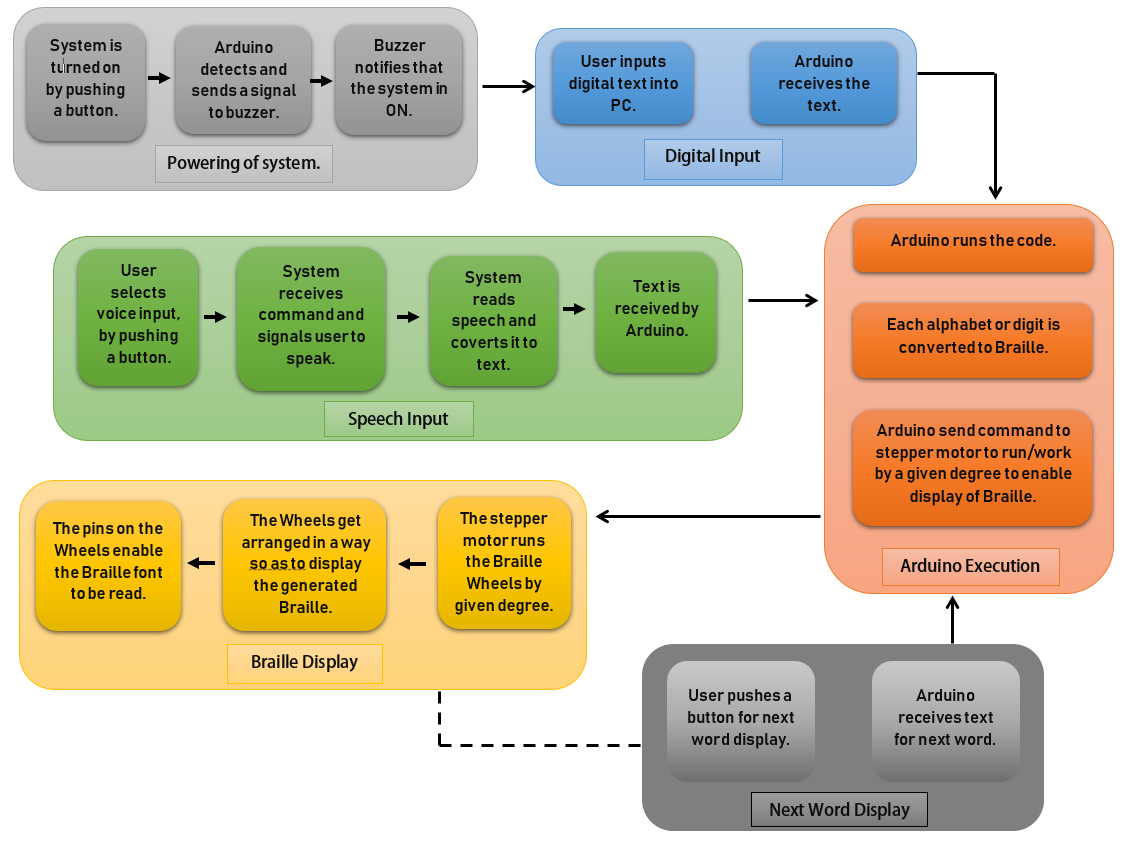 System is
turned on
by pushing
a button.
Arduino
detects and
sends a signal
to buzzer.
Buzzer
notifies that
the system in
ON.
Powering of system.
User inputs
digital text into
PC.
Arduino
receives the
text.
Digital Input
User
selects
voice input,
by pushing
a button.
System
receives
command and
signals user to
speak.
System
reads
speech and
coverts it to
text.
Text is
received by
Arduino.
Speech Input
Arduino runs the code.
Each alphabet or digit is
converted to Braille.
Arduino send command to
stepper motor to run/work
by a given degree to enable
display of Braille.
Arduino Execution
The pins on the
Wheels enable
the Braille font
to be read.
The Wheels get
arranged in a way
so as to display
the generated
Braille.
The stepper
motor runs
the Braille
Wheels by
given degree.
Braille Display
User pushes a
button for next
word display.
Arduino
receives text
for next word.
Next Word Display